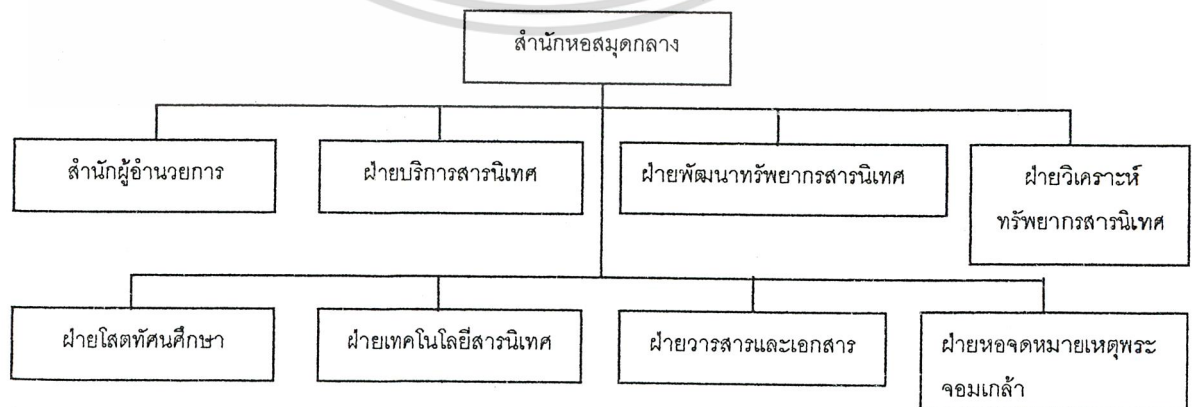 สำนักหอสมุดกลาง
สำนักผู้อำนวยการ
ฝ่ายบริการสารนิเทศ
ฝ่ายพัฒนาทรัพยากรสารนิเทศ
ฝ่ายวิเคราะห์
ทรัพยากรสารนิเทศ
ฝ่ายโสตทัศนศึกษา
ฝ่ายเทคโนโลยีสารนิเทศ
ฝ่ายวารสารและเอกสาร
ฝ่ายหอจดหมายเหตุพระ
จอมเกล้า